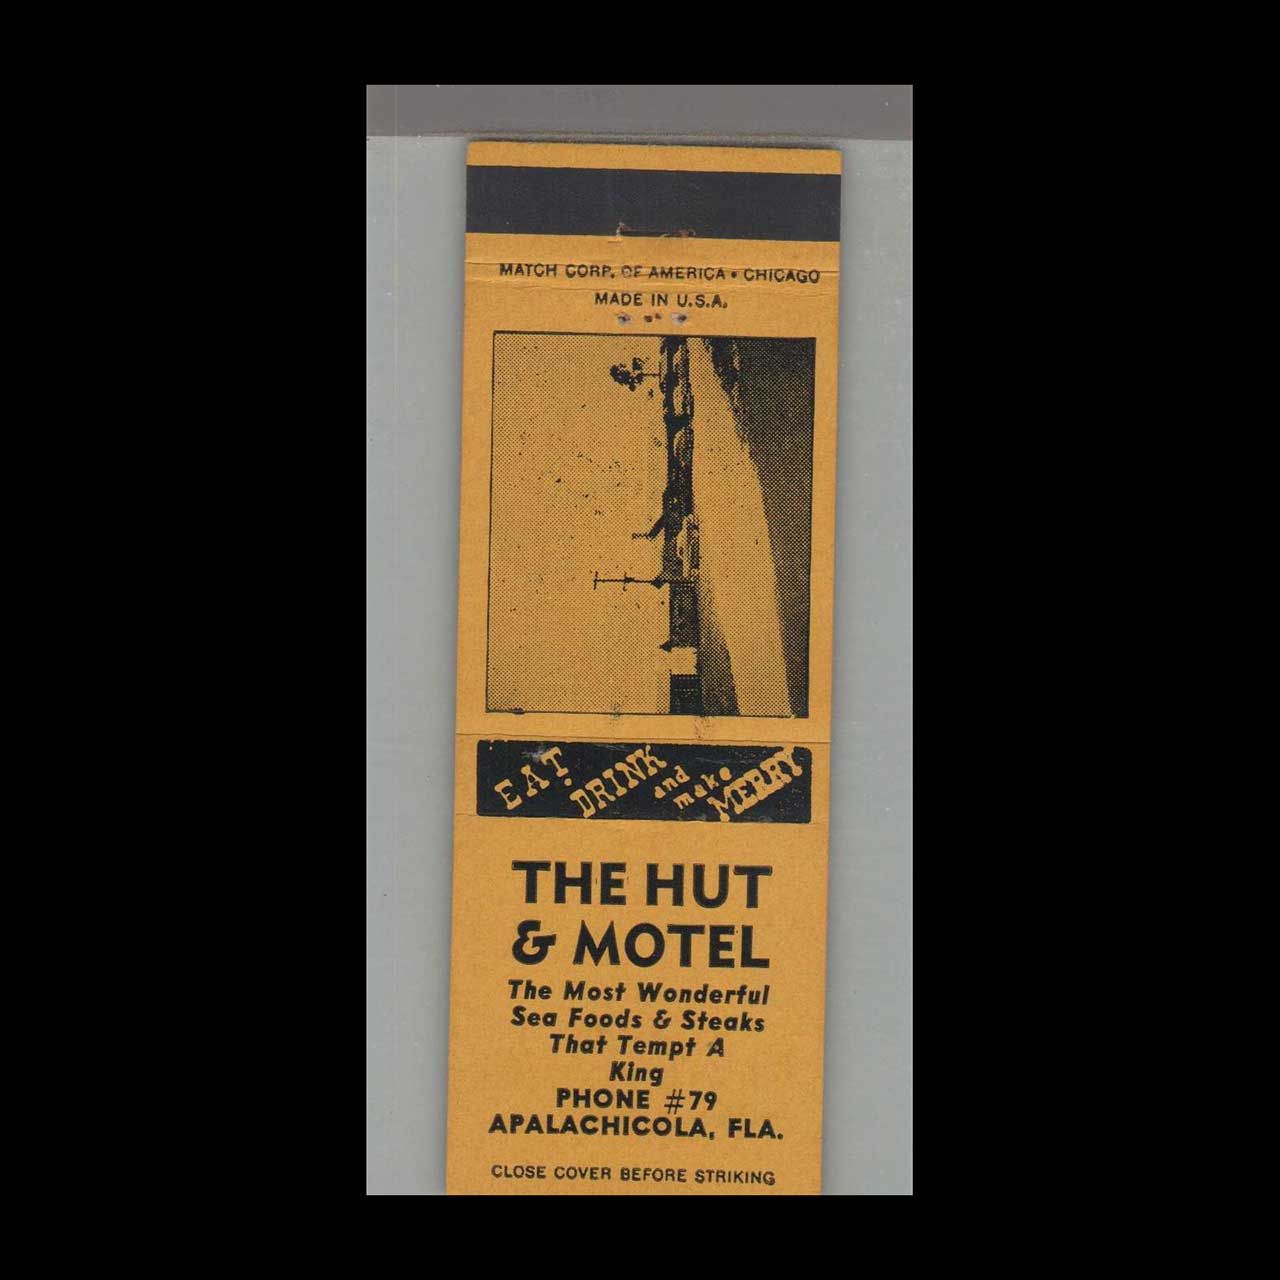 MATCH CORP. OF AMERICA • CHICAGO
MADE IN U.S.A.
EAT, DRINK and make MERRY
THE HUT
& MOTEL
The Most Wonderful
Sea Foods & Steaks
That Tempt A
King
PHONE #79
APALACHICOLA, FLA.
CLOSE COVER BEFORE STRIKING